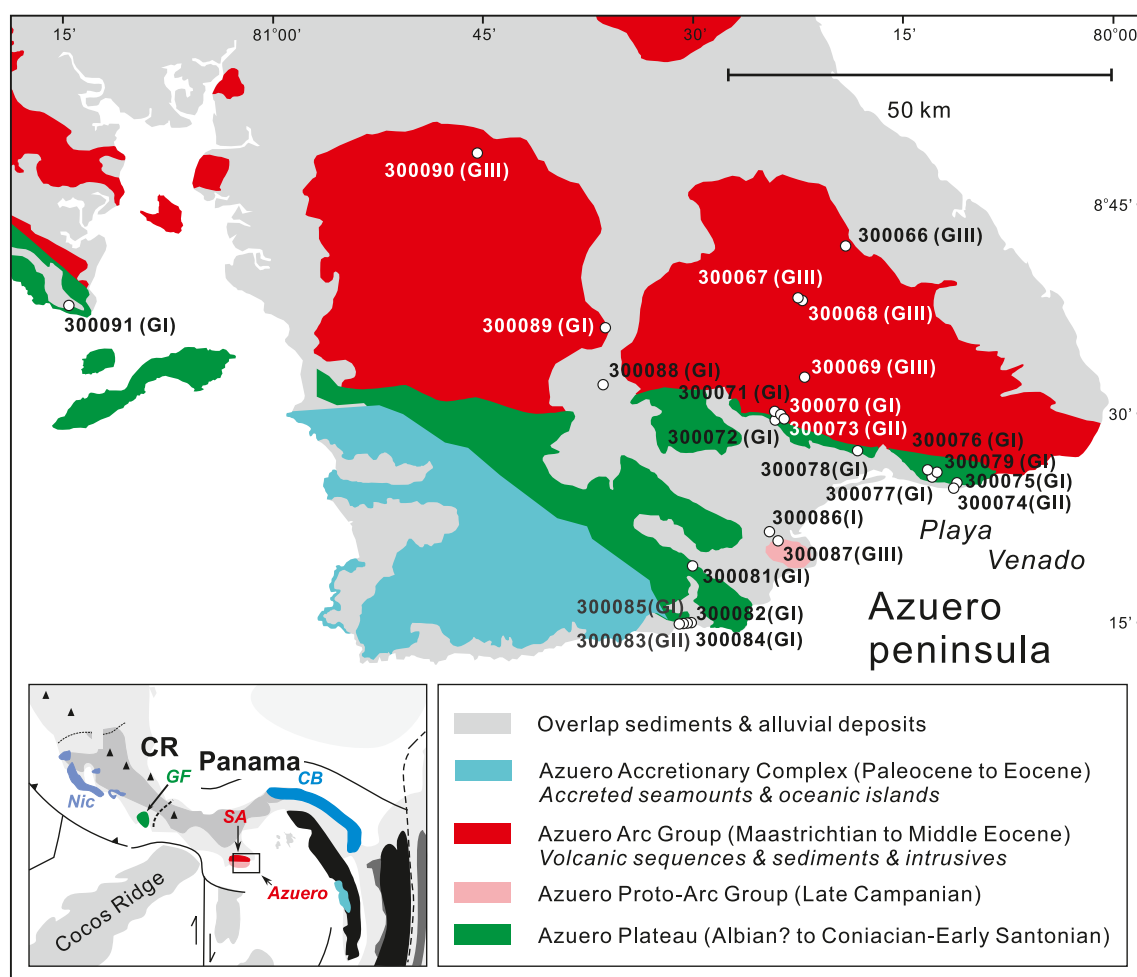 15'
81°00'
45'
30'
15'
80°00'
50 km
300090 (GIII)
8°45'
300066 (GIII)
300067 (GIII)
300068 (GIII)
300091 (GI)
300089 (GI)
300088 (GI)
300069 (GIII)
300071 (GI)
300070 (GI)
30'
300073 (GII)
300072 (GI)
300076 (GI)
300079 (GI)
300078 (GI)
300075(GI)
300077(GI)
300074(GII)
300086(I)
Playa
Venado
300087(GIII)
300081(GI)
Azuero
peninsula
300085(GI)
300082(GI)
15'
300083(GII)
300084(GI)
CR
Panama
GF
CB
Nic
SA
Azuero
Cocos Ridge
Overlap sediments & alluvial deposits
Azuero Accretionary Complex (Paleocene to Eocene)
Accreted seamounts & oceanic islands
Azuero Arc Group (Maastrichtian to Middle Eocene)
Volcanic sequences & sediments & intrusives
Azuero Proto-Arc Group (Late Campanian)
Azuero Plateau (Albian? to Coniacian-Early Santonian)